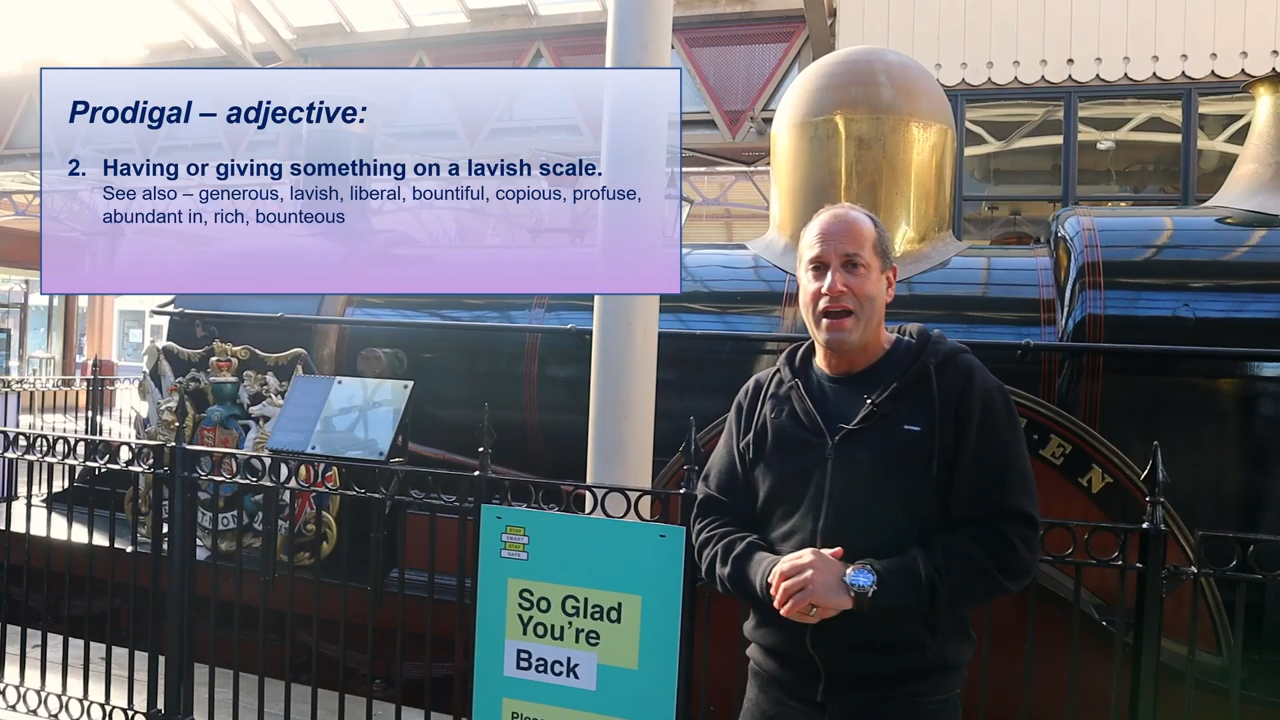 Prodigal – adjective:
2. Having or giving something on a lavish scale.
See also – generous, lavish, liberal, bountiful, copious, profuse,
abundant in, rich, bounteous
EEN
STAY
SMART
STAY
SAFE
So Glad
You're
Back